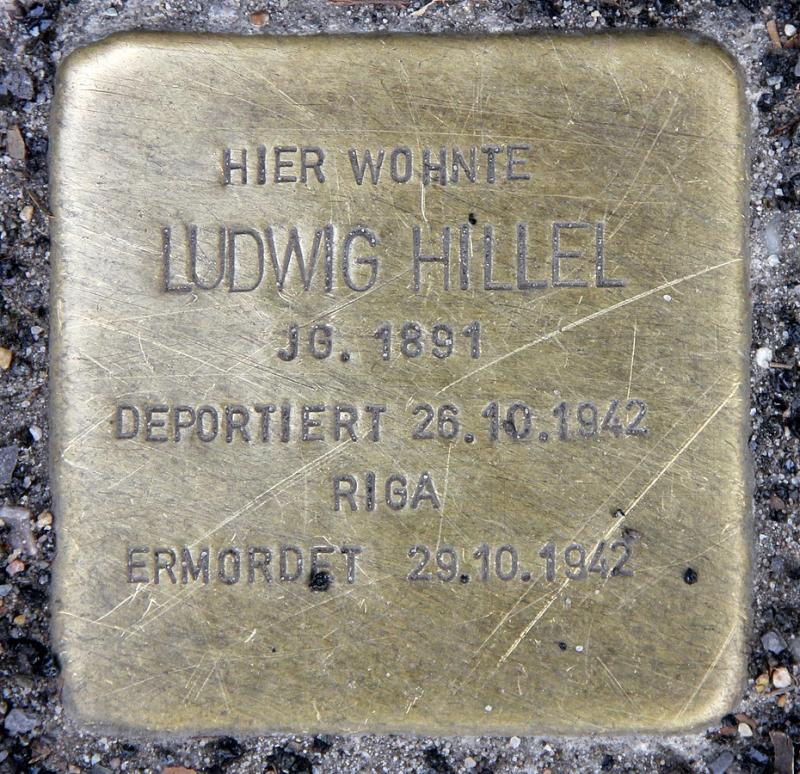 HIER WOHNTE
LUDWIG HILLEL
JG. 1891
DEPORTIERT 26.10.1942
RIGA
ERMORDET 29.10.1942